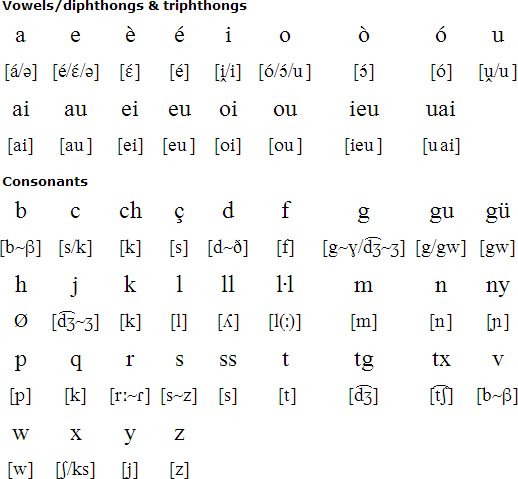 Vowels/diphthongs & triphthongs
a e è é i o ò ó u
[á/ə] [é/ɛ́/ə] [ɛ́] [é] [i̯/i] [ó/ɔ́/u] [ɔ́] [ó] [u̯/u]
ai au ei eu oi ou ieu uai
[ai] [au] [ei] [eu] [oi] [ou] [ieu] [uai]
Consonants
b c ch ç d f g gu gü
[b~β] [s/k] [k] [s] [d~ð] [f] [g~ɣ/d͡ʒ~ʒ] [g/gw] [gw]
h j k l ll l·l m n ny
Ø [d͡ʒ~ʒ] [k] [l] [ʎ] [l(ː)] [m] [n] [ɲ]
p q r s ss t tg tx v
[p] [k] [rː~ɾ] [s~z] [s] [t] [d͡ʒ] [t͡ʃ] [b~β]
w x y z
[w] [ʃ/ks] [j] [z]